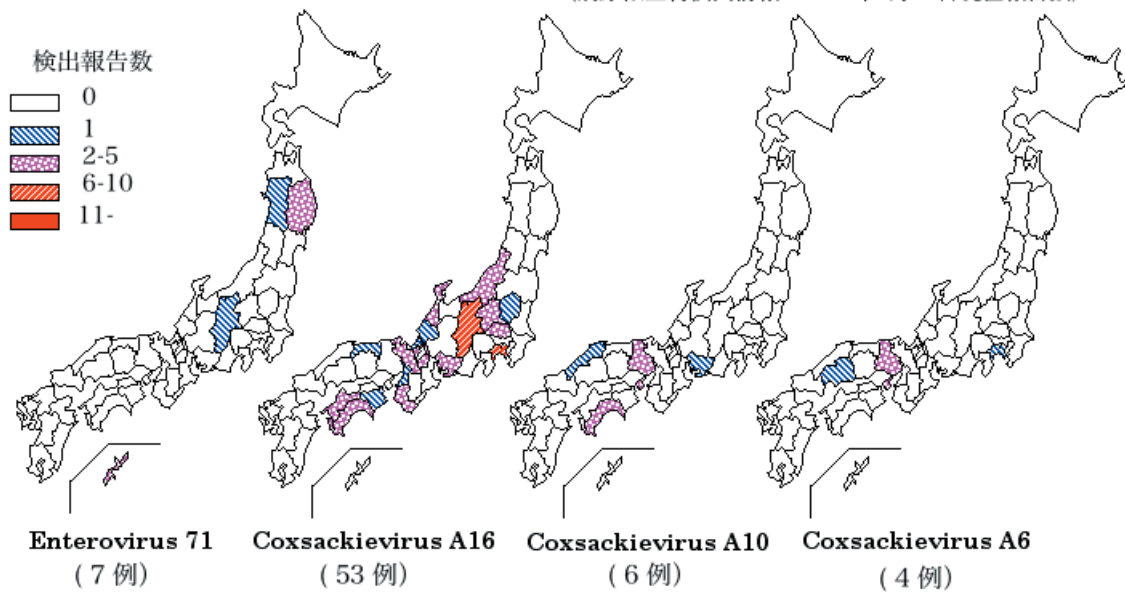 検出報告数
0
1
2-5
6-10
11-
Enterovirus 71
Coxsackievirus A16
Coxsackievirus A10
Coxsackievirus A6
( 7 例)
( 53 例)
( 6 例)
( 4 例)